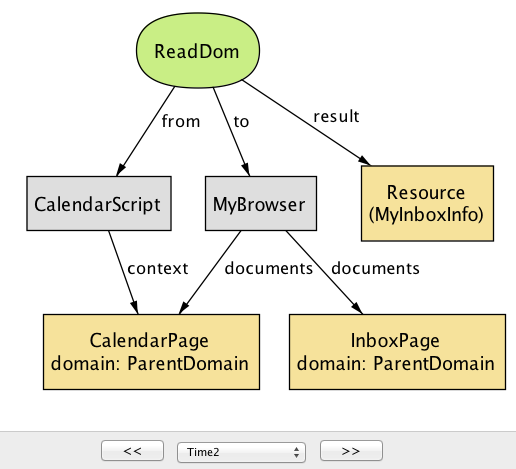 ReadDom
from
to
result
CalendarScript
MyBrowser
Resource
(MyInboxInfo)
context
documents
documents
CalendarPage
domain: ParentDomain
InboxPage
domain: ParentDomain
<<
Time2
>>